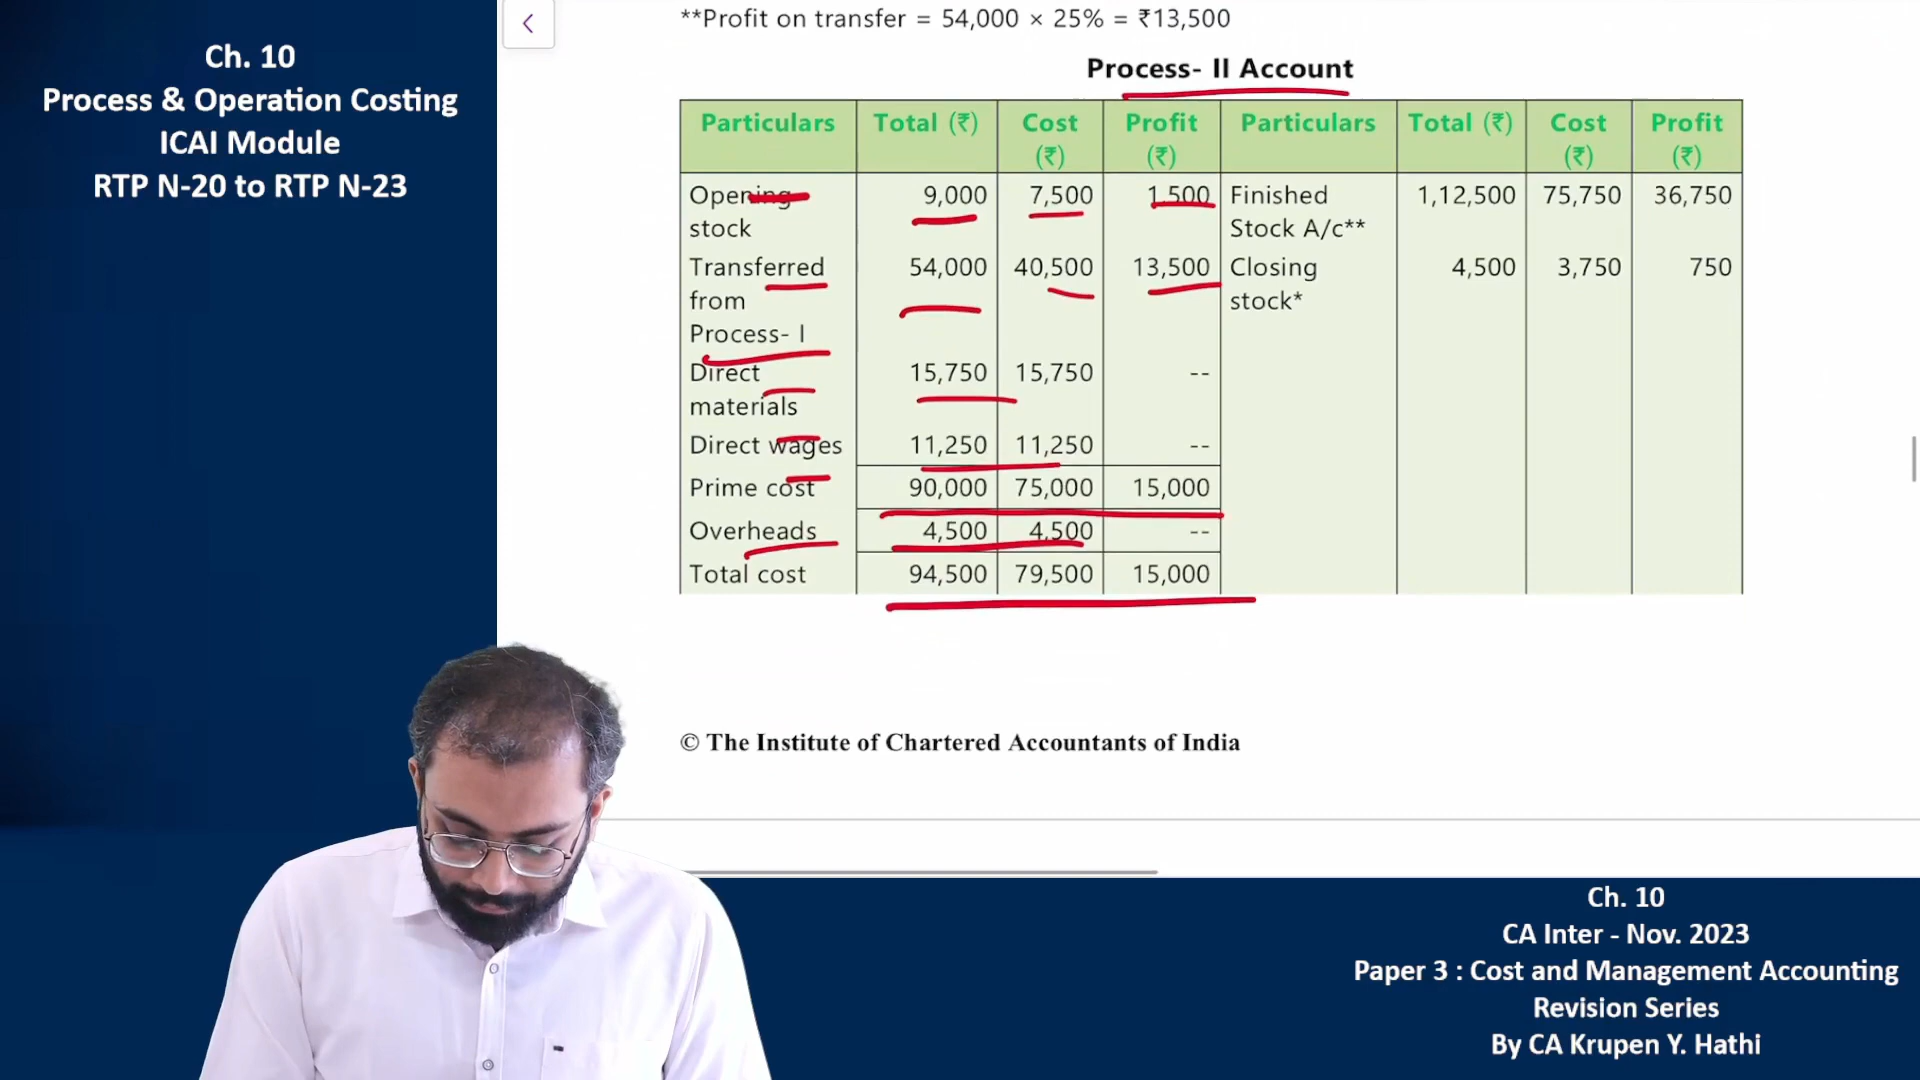 Ch. 10
Process & Operation Costing
ICAI Module
RTP N-20 to RTP N-23
**Profit on transfer = 54,000 × 25% = ₹13,500
Process- II Account
Particulars Total (₹) Cost (₹) Profit (₹) Particulars Total (₹) Cost (₹) Profit (₹)
Opening stock 9,000 7,500 1,500 Finished Stock A/c** 1,12,500 75,750 36,750
Transferred from Process- I 54,000 40,500 13,500 Closing stock* 4,500 3,750 750
Direct materials 15,750 15,750 --
Direct wages 11,250 11,250 --
Prime cost 90,000 75,000 15,000
Overheads 4,500 4,500 --
Total cost 94,500 79,500 15,000
© The Institute of Chartered Accountants of India
Ch. 10
CA Inter - Nov. 2023
Paper 3 : Cost and Management Accounting
Revision Series
By CA Krupen Y. Hathi